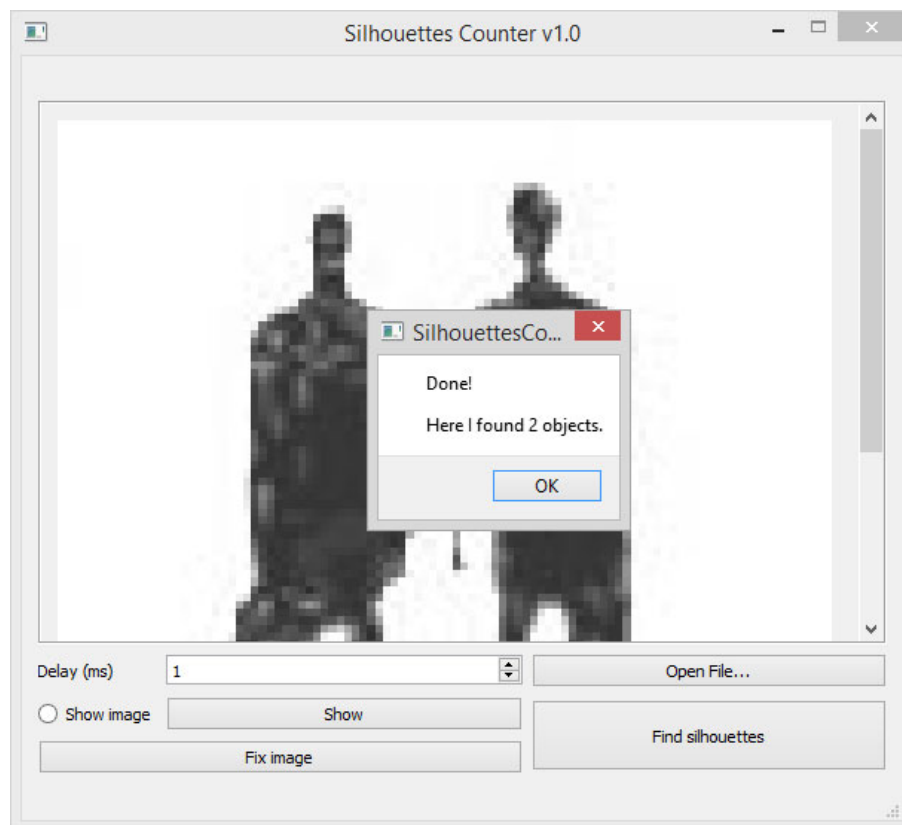 Silhouettes Counter v1.0
SilhouettesCo...
Done!
Here I found 2 objects.
OK
Delay (ms)
1
Open File...
Show image
Show
Find silhouettes
Fix image